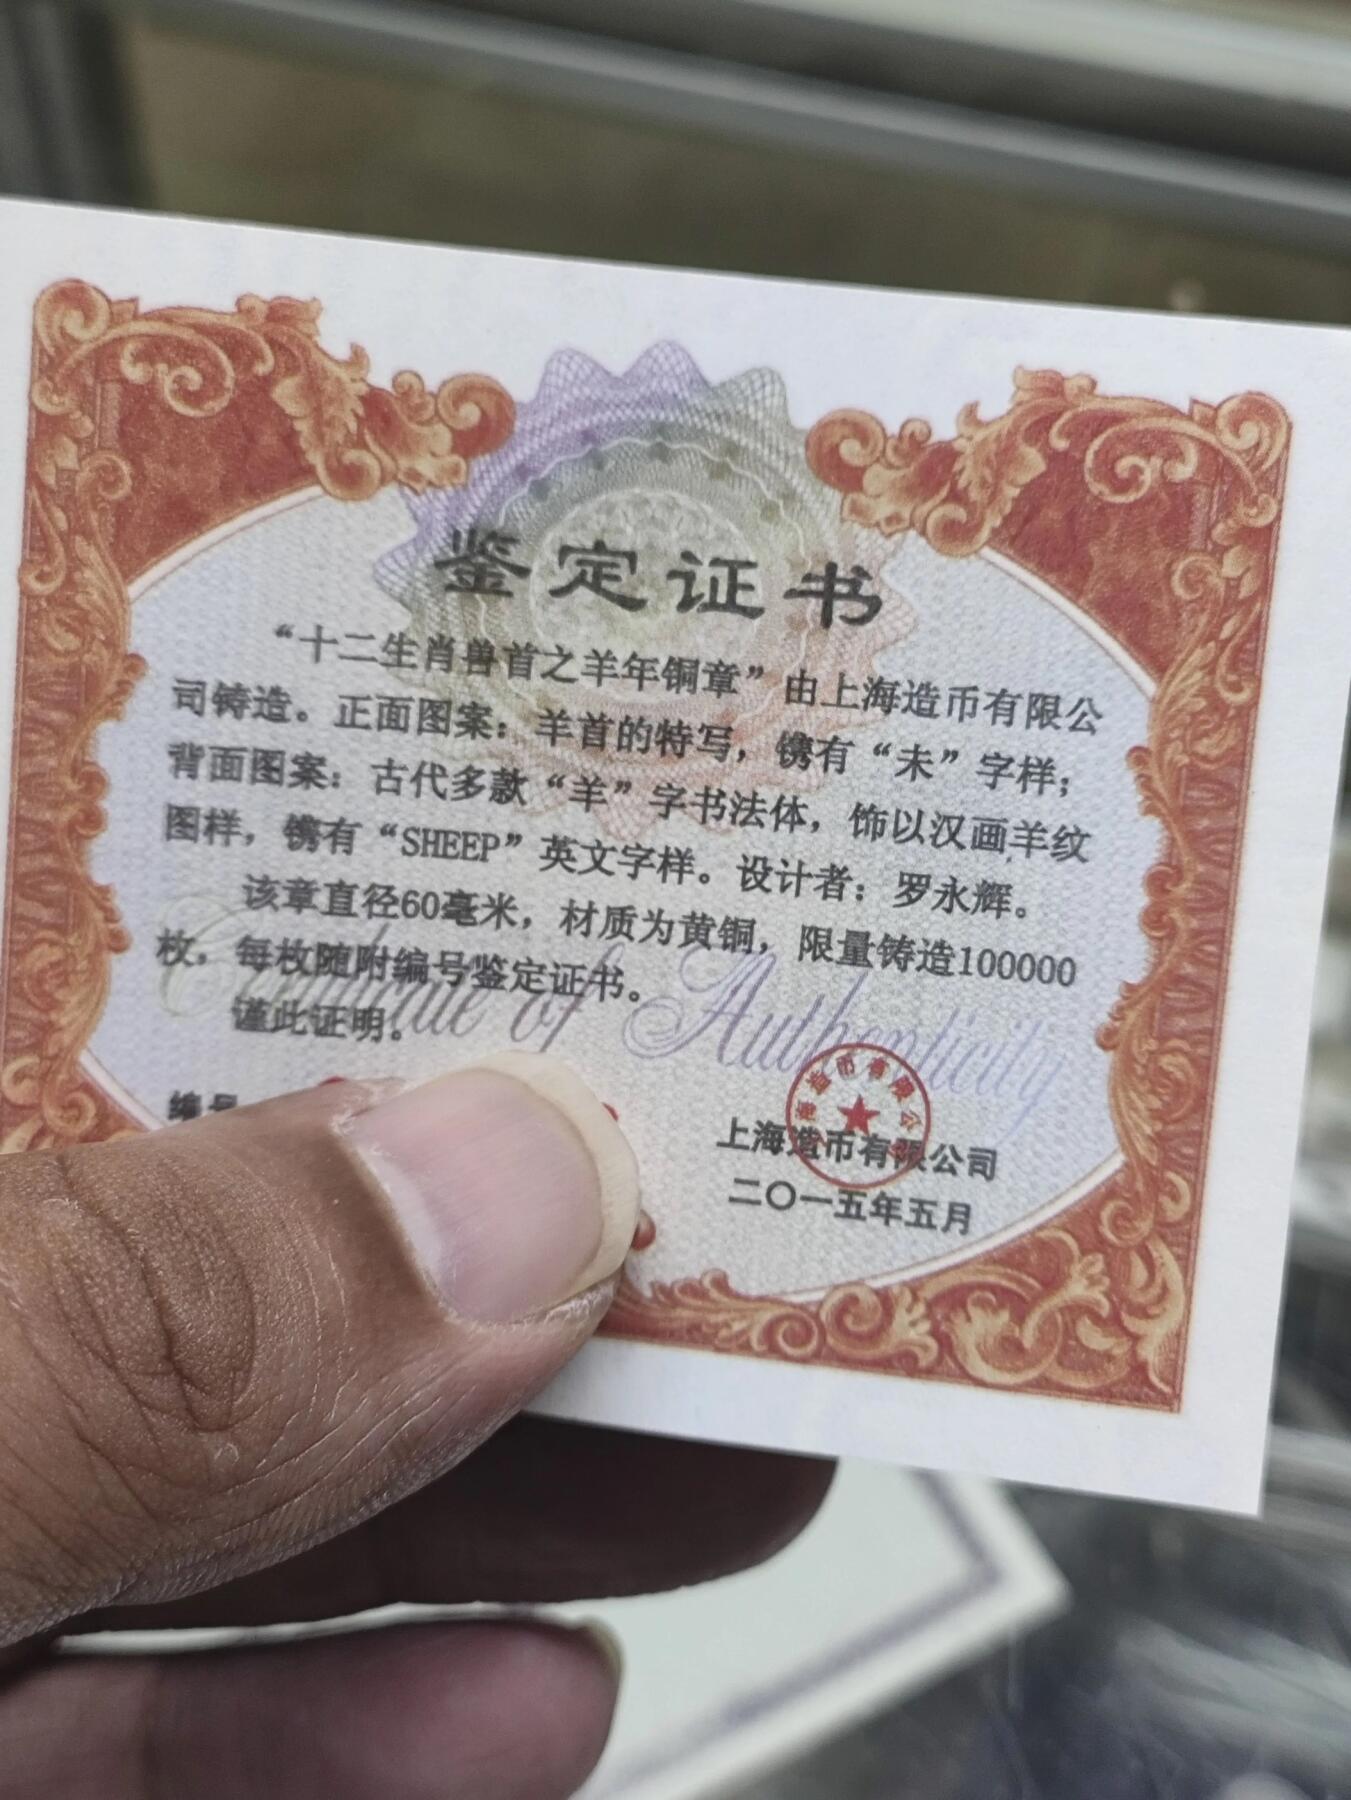 鉴定证书
“十二生肖兽首之羊年铜章”由上海造币有限公
司铸造。正面图案：羊首的特写，镌有“未”字样；
背面图案：古代多款“羊”字书法体，饰以汉画羊纹
图样，镌有“SHEEP”英文字样。设计者：罗永辉。
该章直径60毫米，材质为黄铜，限量铸造100000
枚，每枚随附编号鉴定证书。
Certificate of Authenticity
谨此证明。
编号
上海造币有限公司
二〇一五年五月